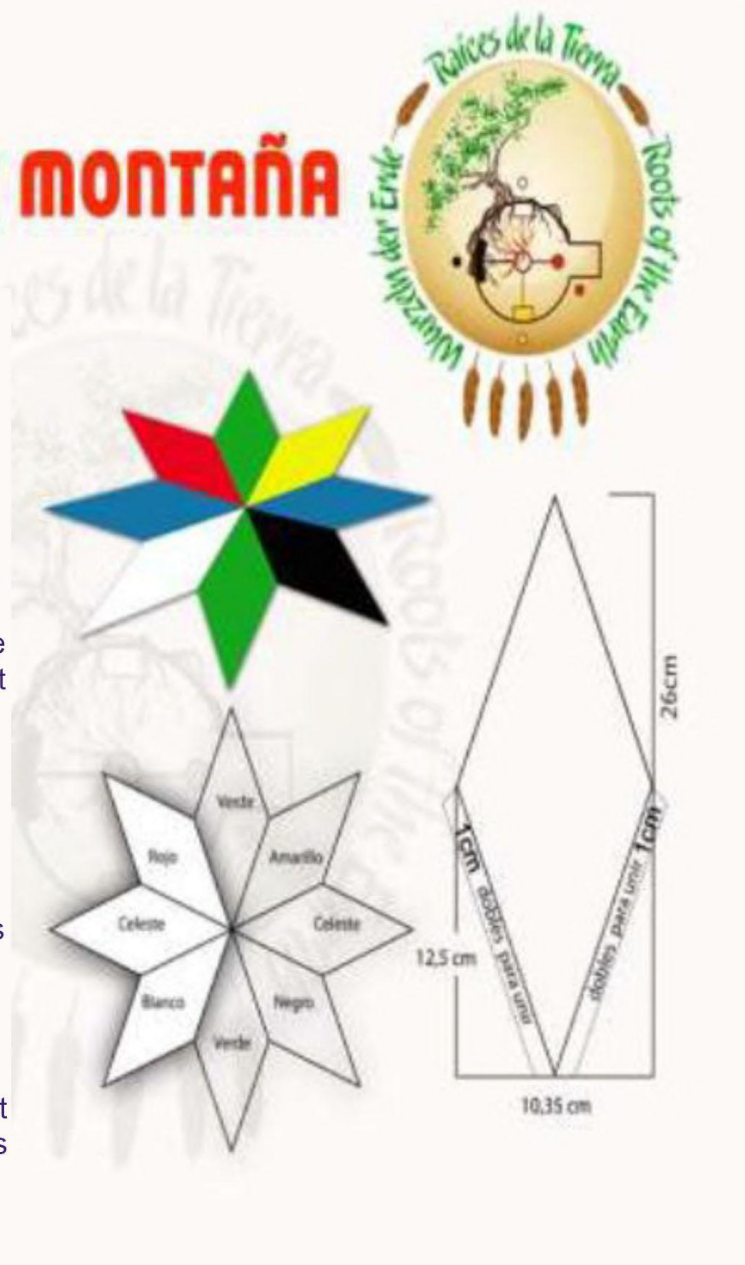 Raíces de la Tierra
MONTAÑA
Wurzeln der Erde
Roots of the Earth
26cm
Verde
Rojo
Amarillo
Celeste
Celeste
Blanco
Negro
Verde
1cm dobles para unir
dobles para unir 1cm
12,5 cm
10,35 cm